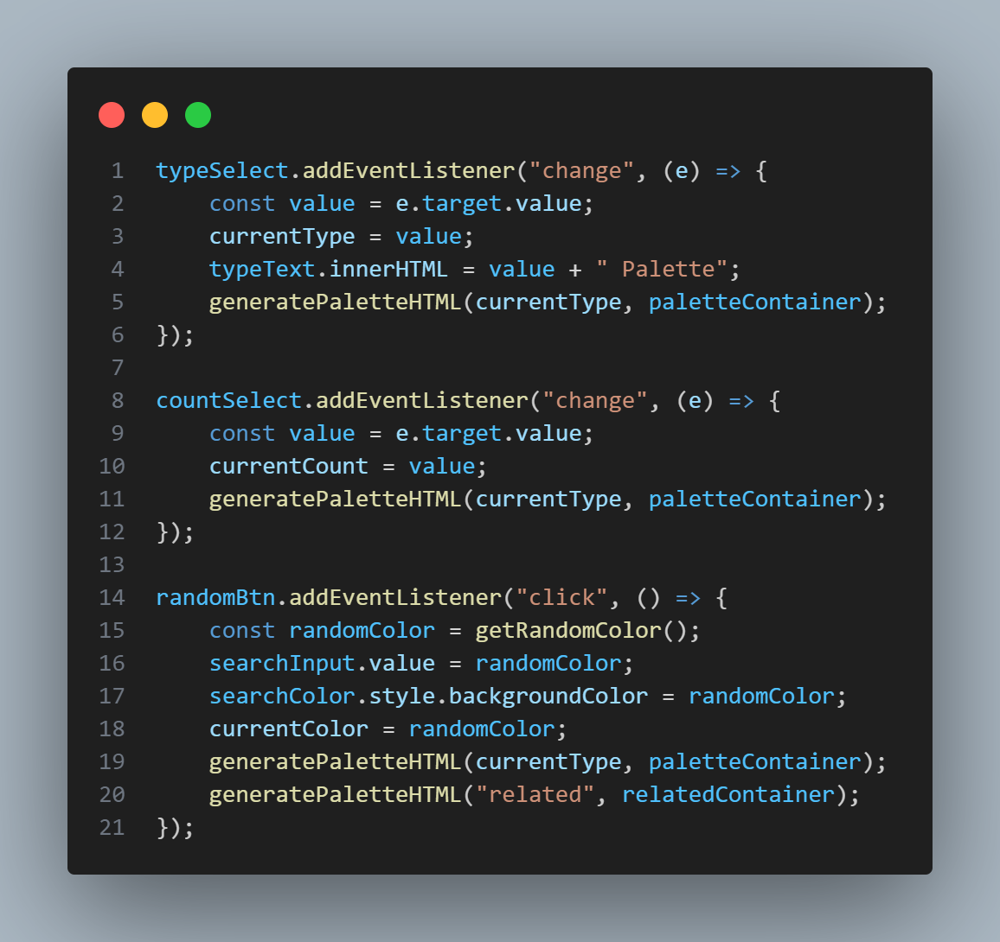 1 typeSelect.addEventListener("change", (e) => {
2     const value = e.target.value;
3     currentType = value;
4     typeText.innerHTML = value + " Palette";
5     generatePaletteHTML(currentType, paletteContainer);
6 });
7
8 countSelect.addEventListener("change", (e) => {
9     const value = e.target.value;
10     currentCount = value;
11     generatePaletteHTML(currentType, paletteContainer);
12 });
13
14 randomBtn.addEventListener("click", () => {
15     const randomColor = getRandomColor();
16     searchInput.value = randomColor;
17     searchColor.style.backgroundColor = randomColor;
18     currentColor = randomColor;
19     generatePaletteHTML(currentType, paletteContainer);
20     generatePaletteHTML("related", relatedContainer);
21 });